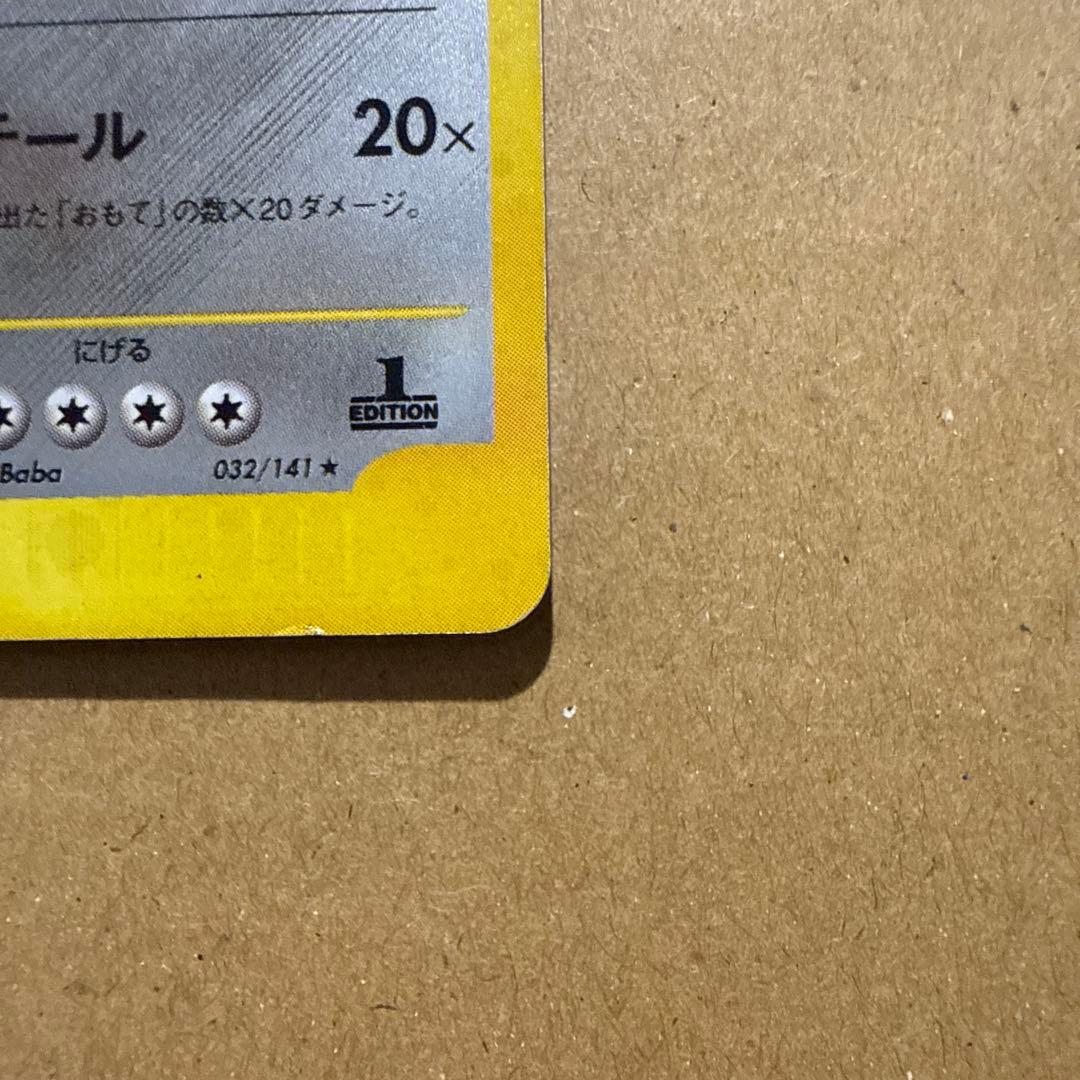 チール 20×
出た「おもて」の数×20ダメージ。
にげる
1
EDITION
Baba 032/141★